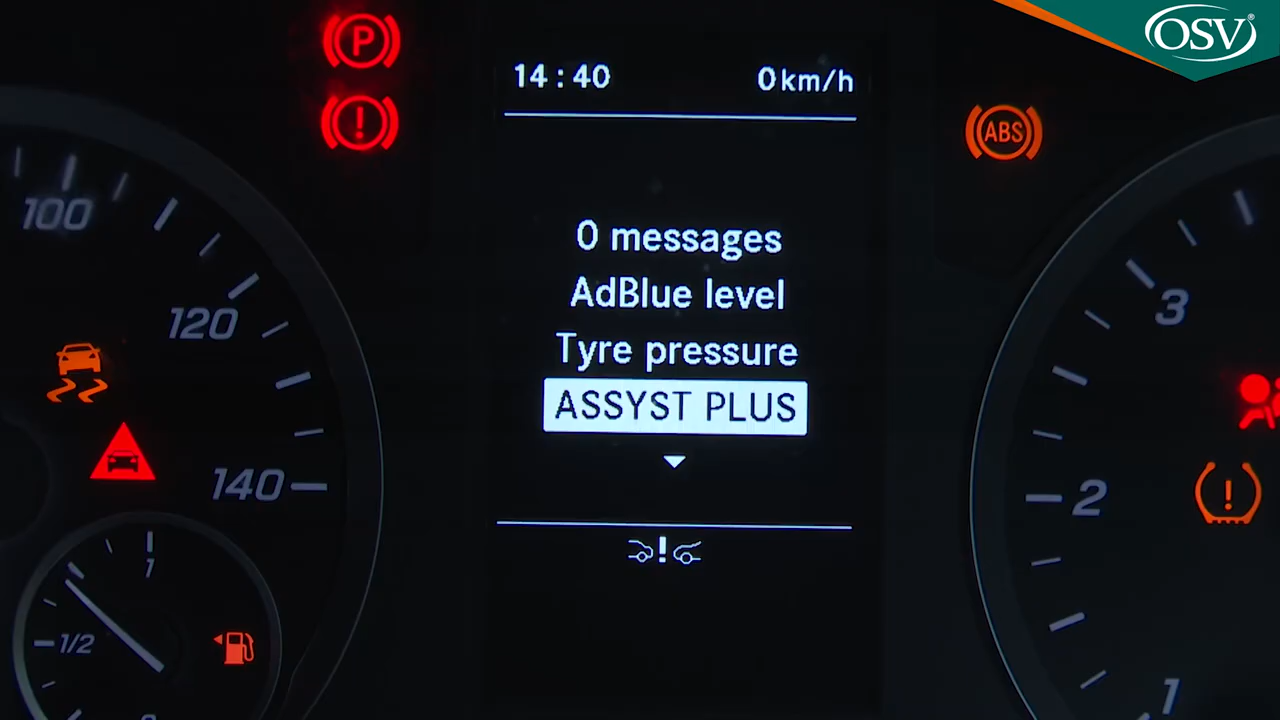 OSV®
P
14:40
0 km/h
ABS
0 messages
AdBlue level
Tyre pressure
ASSYST PLUS
100
120
140
1
1/2
3
2
1